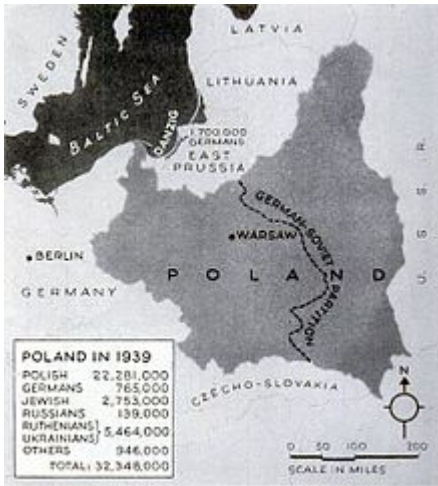 LATVIA
SWEDEN
BALTIC SEA
LITHUANIA
DANZIG
1,700,000
GERMANS
EAST
PRUSSIA
U. S. S. R.
GERMAN-SOVIET PARTITION
WARSAW
BERLIN
POLAND
GERMANY
POLAND IN 1939
POLISH 22,281,000
GERMANS 765,000
JEWISH 2,753,000
RUSSIANS 139,000
RUTHENIANS
UKRAINIANS } 5,464,000
OTHERS 946,000
TOTAL: 32,348,000
CZECHO-SLOVAKIA
N
0 50 100 200
SCALE IN MILES